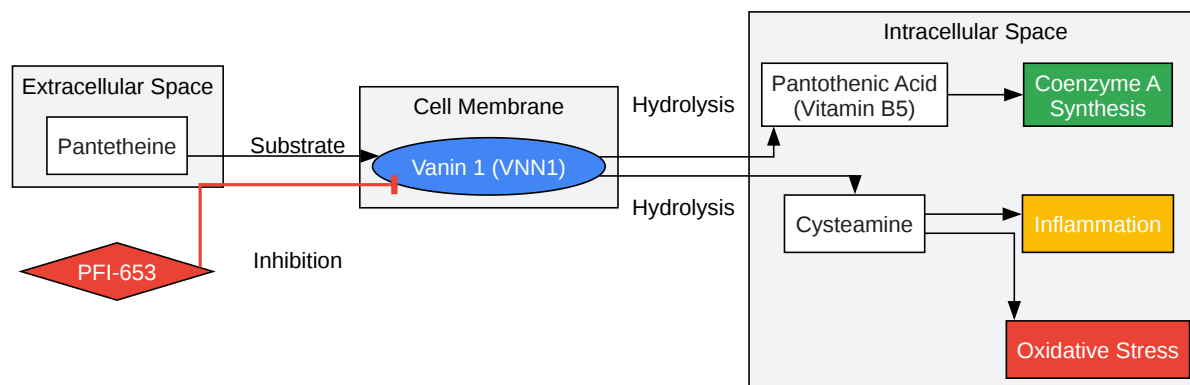 Extracellular Space
Pantetheine
PFI-653
Substrate
Inhibition
Cell Membrane
Vanin 1 (VNN1)
Hydrolysis
Hydrolysis
Intracellular Space
Pantothenic Acid
(Vitamin B5)
Coenzyme A
Synthesis
Cysteamine
Inflammation
Oxidative Stress